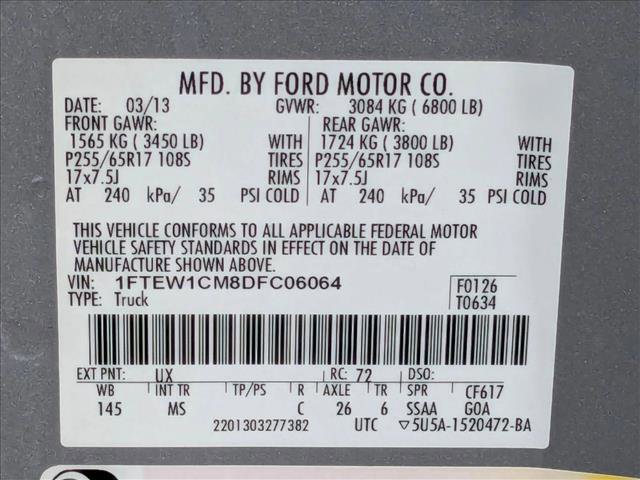 MFD. BY FORD MOTOR CO.
DATE: 03/13 GVWR: 3084 KG ( 6800 LB)
FRONT GAWR: REAR GAWR:
1565 KG ( 3450 LB) WITH 1724 KG ( 3800 LB) WITH
P255/65R17 108S TIRES P255/65R17 108S TIRES
17x7.5J RIMS 17x7.5J RIMS
AT 240 kPa/ 35 PSI COLD AT 240 kPa/ 35 PSI COLD
THIS VEHICLE CONFORMS TO ALL APPLICABLE FEDERAL MOTOR
VEHICLE SAFETY STANDARDS IN EFFECT ON THE DATE OF
MANUFACTURE SHOWN ABOVE.
VIN: 1FTEW1CM8DFC06064 F0126
TYPE: Truck T0634
EXT PNT: UX RC: 72 DSO:
WB INT TR TP/PS R AXLE TR SPR CF617
145 MS C 26 6 SSAA GOA
2201303277382 UTC ▽5U5A-1520472-BA